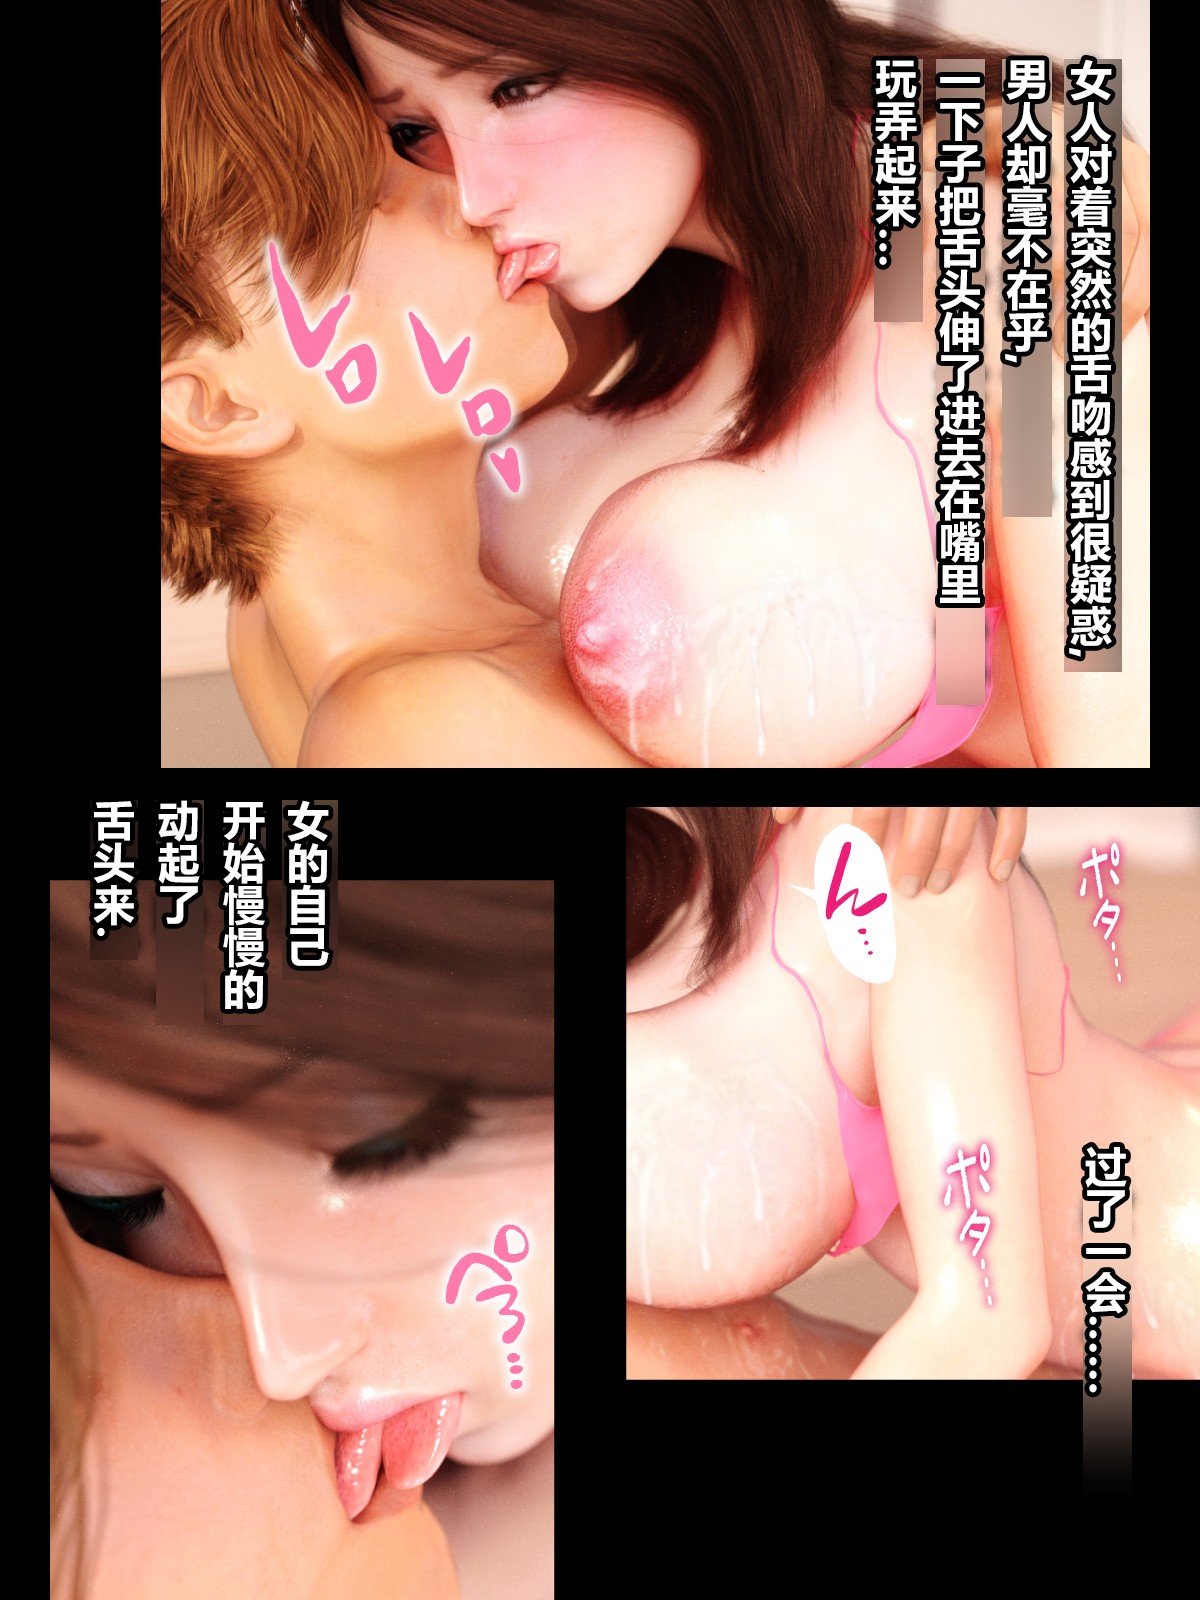 女人对着突然的舌吻感到很疑惑,
男人却毫不在乎,
一下子把舌头伸了进去在嘴里
玩弄起来…
レロ
レロ
ん…
ポタ…
ポタ…
过了一会……
女的自己
开始慢慢的
动起了
舌头来.
ぺろ…